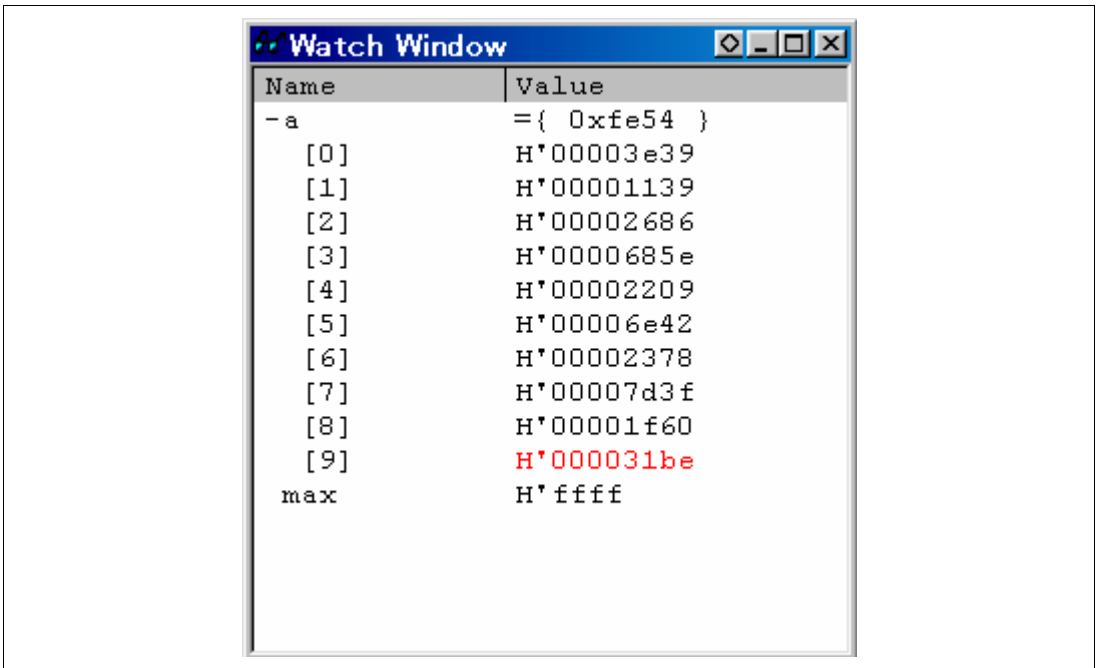 Watch Window
Name Value
-a ={ 0xfe54 }
[0] H'00003e39
[1] H'00001139
[2] H'00002686
[3] H'0000685e
[4] H'00002209
[5] H'00006e42
[6] H'00002378
[7] H'00007d3f
[8] H'00001f60
[9] H'000031be
max H'ffff